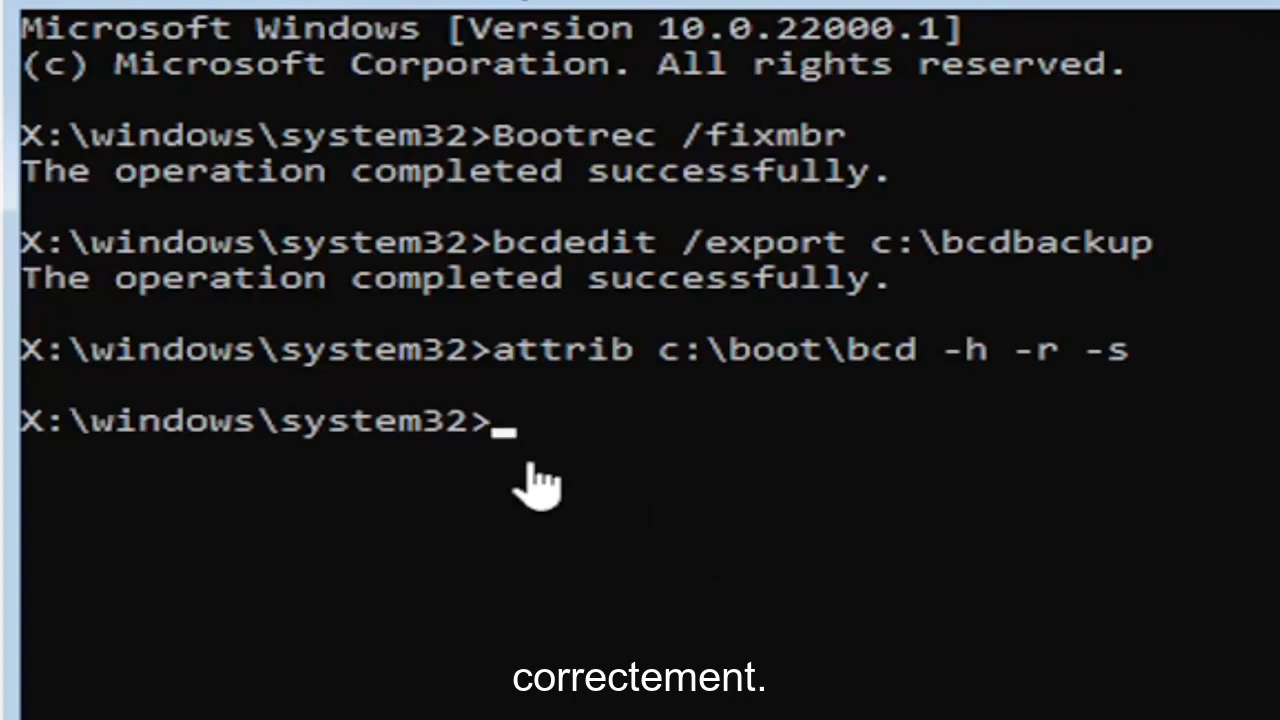 Microsoft Windows [Version 10.0.22000.1]
(c) Microsoft Corporation. All rights reserved.
X:\windows\system32>Bootrec /fixmbr
The operation completed successfully.
X:\windows\system32>bcdedit /export c:\bcdbackup
The operation completed successfully.
X:\windows\system32>attrib c:\boot\bcd -h -r -s
X:\windows\system32>
correctement.